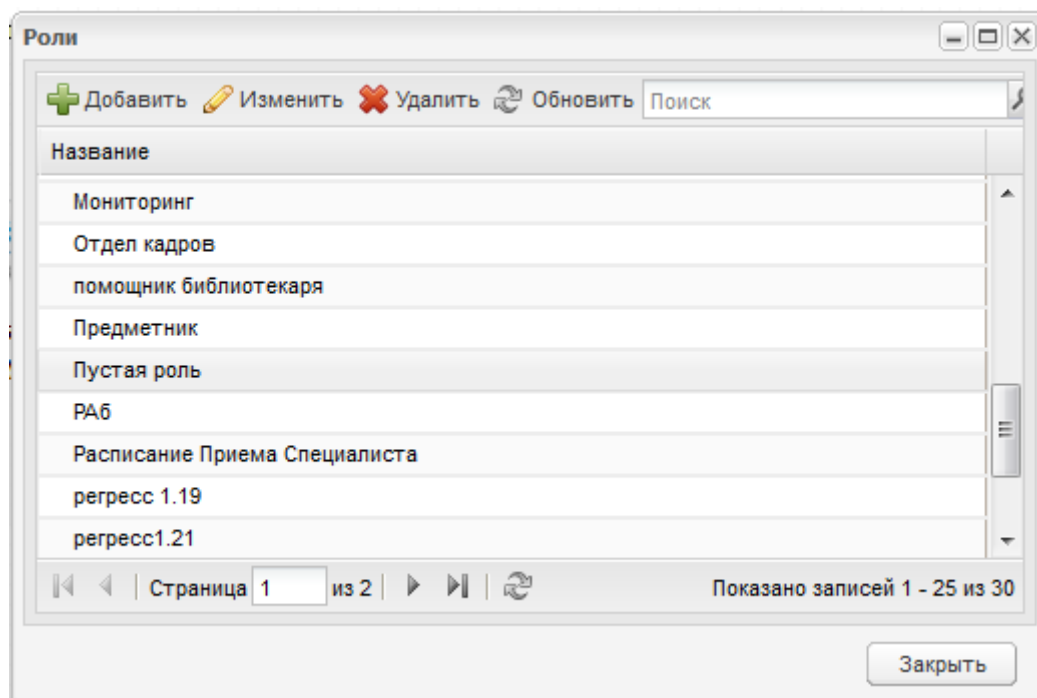 Роли
Добавить Изменить Удалить Обновить Поиск
Название
Мониторинг
Отдел кадров
помощник библиотекаря
Предметник
Пустая роль
РАб
Расписание Приема Специалиста
регресс 1.19
регресс1.21
Страница 1 из 2 Показано записей 1 - 25 из 30
Закрыть